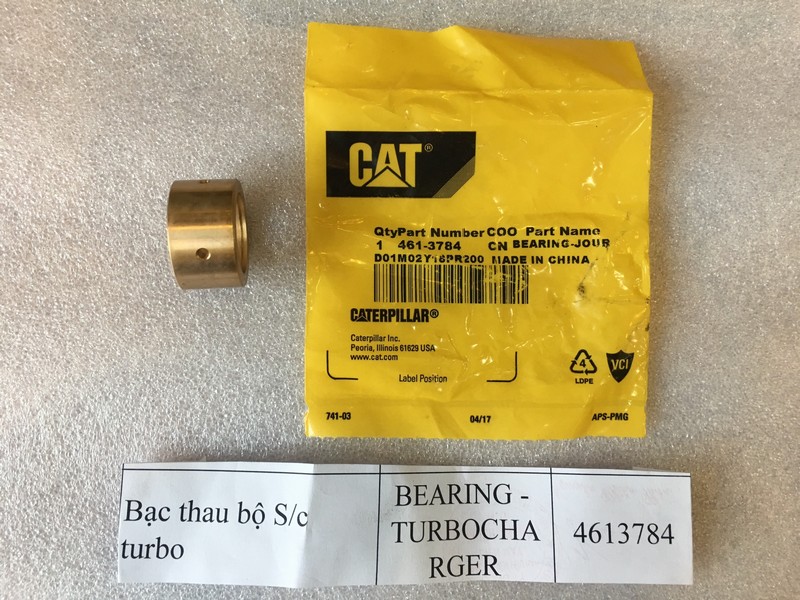 CAT®
QtyPart Number COO Part Name
1 461-3784 CN BEARING-JOUR
D01M02Y18PR200 MADE IN CHINA
CATERPILLAR®
Caterpillar Inc.
Peoria, Illinois 61629 USA
www.cat.com
Label Position
4
LDPE
VCI
741-03 04/17 APS-PMG
Bạc thau bộ S/c
turbo
BEARING -
TURBOCHA
RGER
4613784